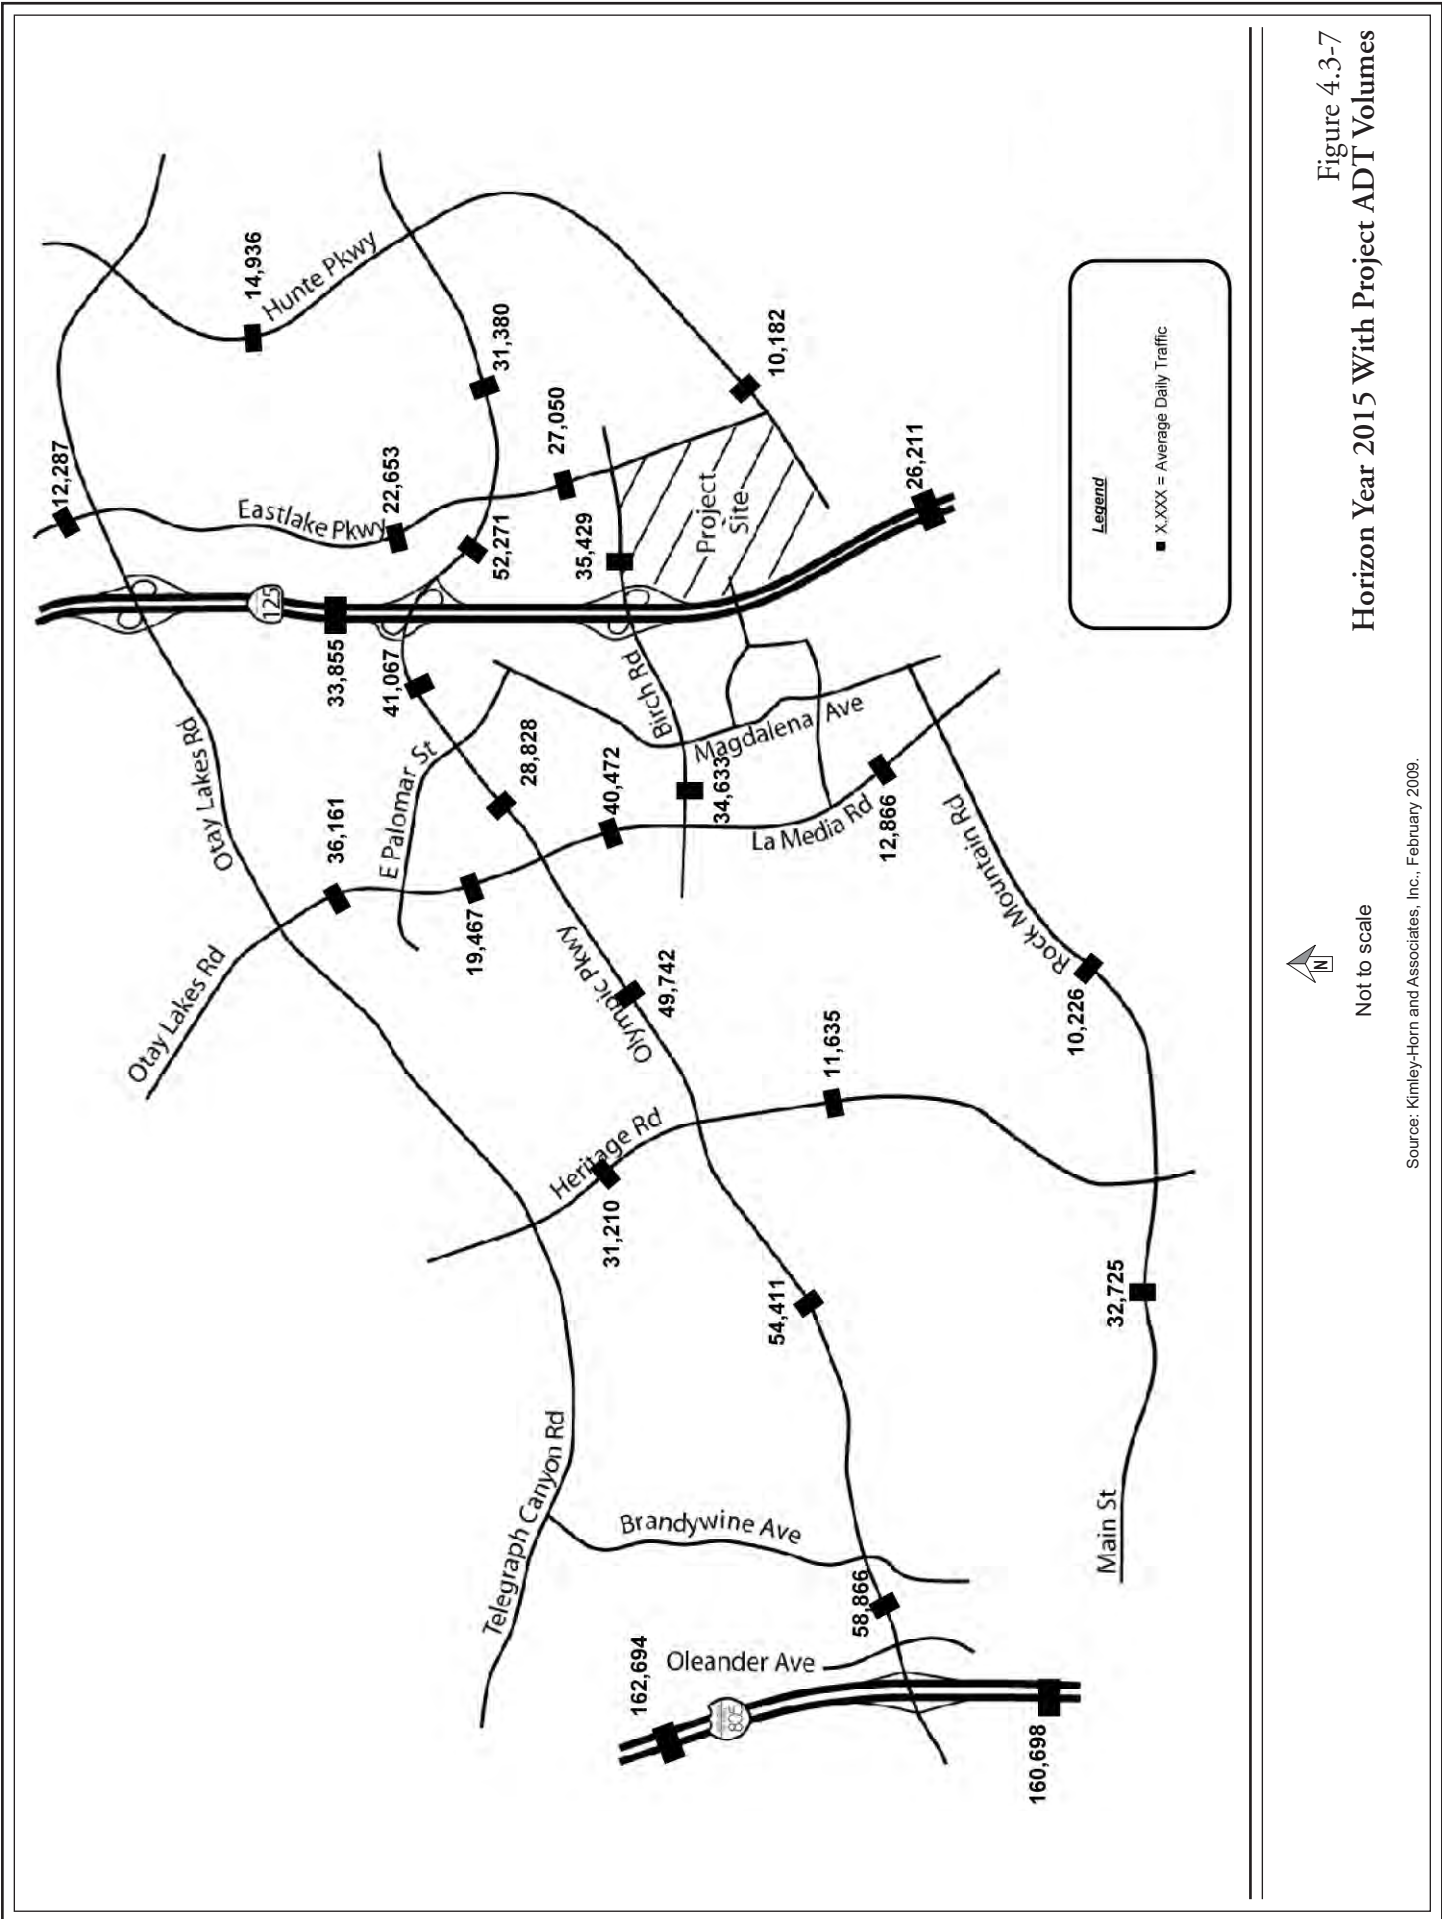 12,287
14,936
Hunte Pkwy
31,380
10,182
27,050
22,653
Eastlake Pkwy
52,271
35,429
Project
Site
26,211
125
33,855
41,067
Birch Rd
Magdalena Ave
34,633
28,828
40,472
La Media Rd
12,866
E Palomar St
Otay Lakes Rd
36,161
19,467
Otay Lakes Rd
Olympic Pkwy
49,742
Rock Mountain Rd
10,226
11,635
Heritage Rd
31,210
54,411
32,725
Main St
Telegraph Canyon Rd
Brandywine Ave
58,866
Oleander Ave
162,694
805
160,698
Legend
X,XXX = Average Daily Traffic
N
Not to scale
Figure 4.3-7
Horizon Year 2015 With Project ADT Volumes
Source: Kimley-Horn and Associates, Inc., February 2009.